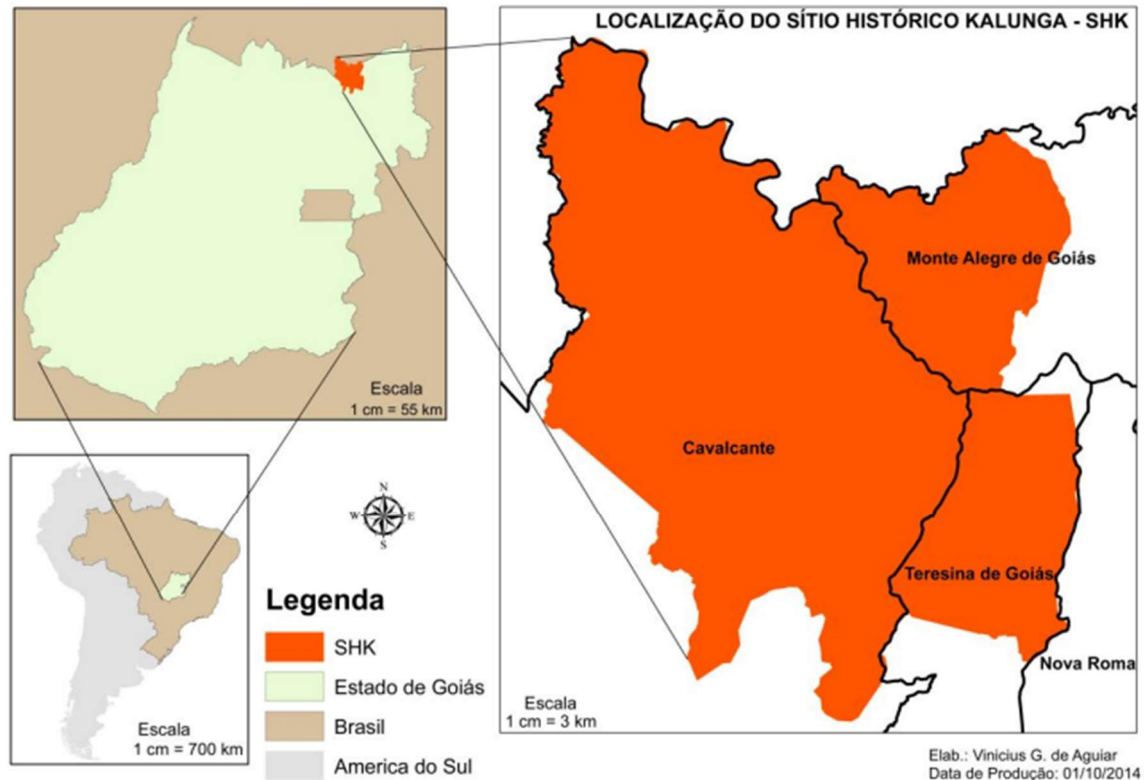 LOCALIZAÇÃO DO SÍTIO HISTÓRICO KALUNGA - SHK
Monte Alegre de Goiás
Cavalcante
Teresina de Goiás
Nova Roma
Escala
1 cm = 3 km
Escala
1 cm = 55 km
Escala
1 cm = 700 km
N
W
E
S
Legenda
SHK
Estado de Goiás
Brasil
America do Sul
Elab.: Vinicius G. de Aguiar
Data de Produção: 01/10/2014